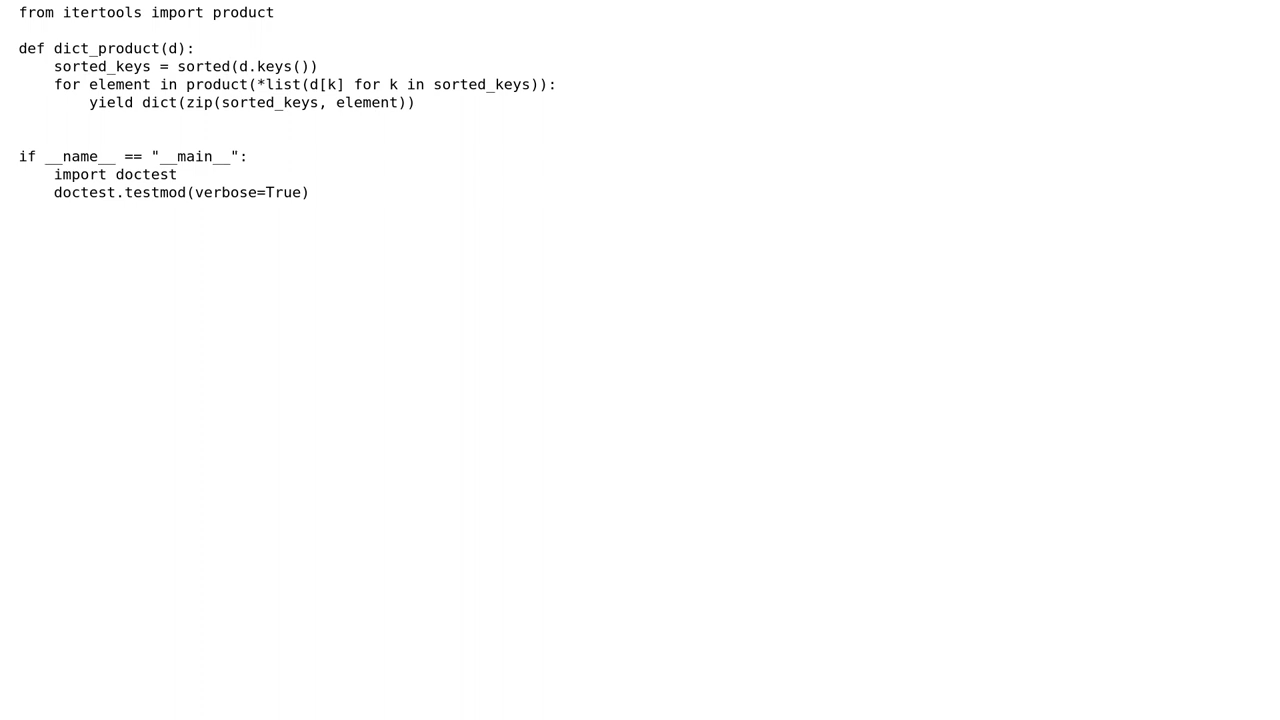 from itertools import product

def dict_product(d):
    sorted_keys = sorted(d.keys())
    for element in product(*list(d[k] for k in sorted_keys)):
        yield dict(zip(sorted_keys, element))


if __name__ == "__main__":
    import doctest
    doctest.testmod(verbose=True)